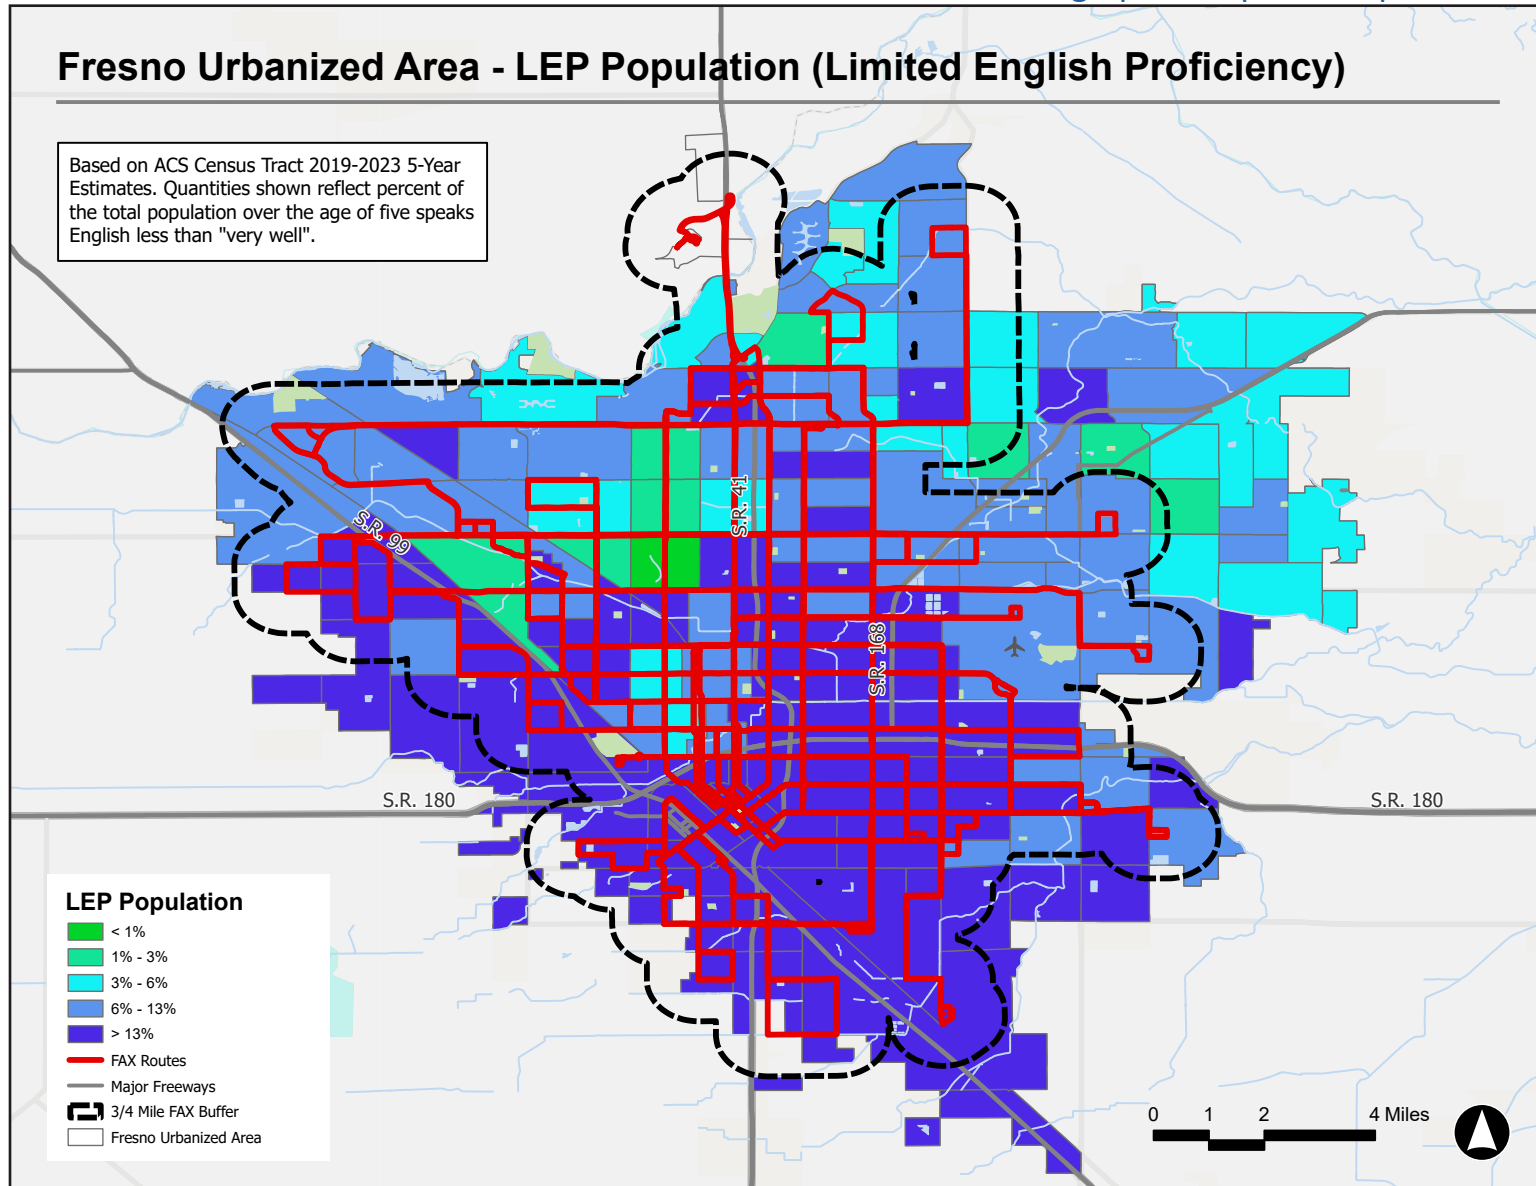 Fresno Urbanized Area - LEP Population (Limited English Proficiency)
Based on ACS Census Tract 2019-2023 5-Year
Estimates. Quantities shown reflect percent of
the total population over the age of five speaks
English less than "very well".
S.R. 41
S.R. 99
S.R. 168
S.R. 180
S.R. 180
LEP Population
< 1%
1% - 3%
3% - 6%
6% - 13%
> 13%
FAX Routes
Major Freeways
3/4 Mile FAX Buffer
Fresno Urbanized Area
0 1 2 4 Miles